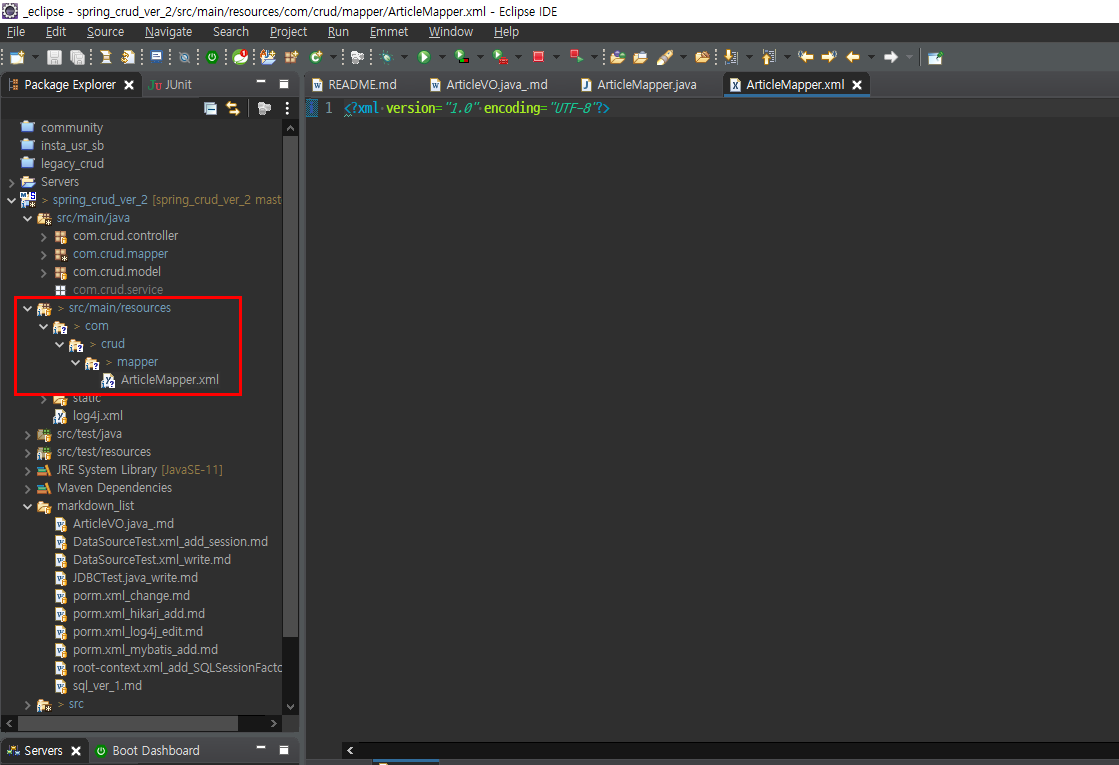 _eclipse - spring_crud_ver_2/src/main/resources/com/crud/mapper/ArticleMapper.xml - Eclipse IDE
File Edit Source Navigate Search Project Run Emmet Window Help
Package Explorer JUnit
README.md ArticleVO.java_.md ArticleMapper.java ArticleMapper.xml
1 <?xml version="1.0" encoding="UTF-8"?>
community
insta_usr_sb
legacy_crud
Servers
> spring_crud_ver_2 [spring_crud_ver_2 mast
src/main/java
com.crud.controller
com.crud.mapper
com.crud.model
com.crud.service
> src/main/resources
> com
> crud
> mapper
ArticleMapper.xml
static
log4j.xml
src/test/java
src/test/resources
JRE System Library [JavaSE-11]
Maven Dependencies
markdown_list
ArticleVO.java_.md
DataSourceTest.xml_add_session.md
DataSourceTest.xml_write.md
JDBCTest.java_write.md
porm.xml_change.md
porm.xml_hikari_add.md
porm.xml_log4j_edit.md
porm.xml_mybatis_add.md
root-context.xml_add_SQLSessionFacto
sql_ver_1.md
> src
Servers Boot Dashboard